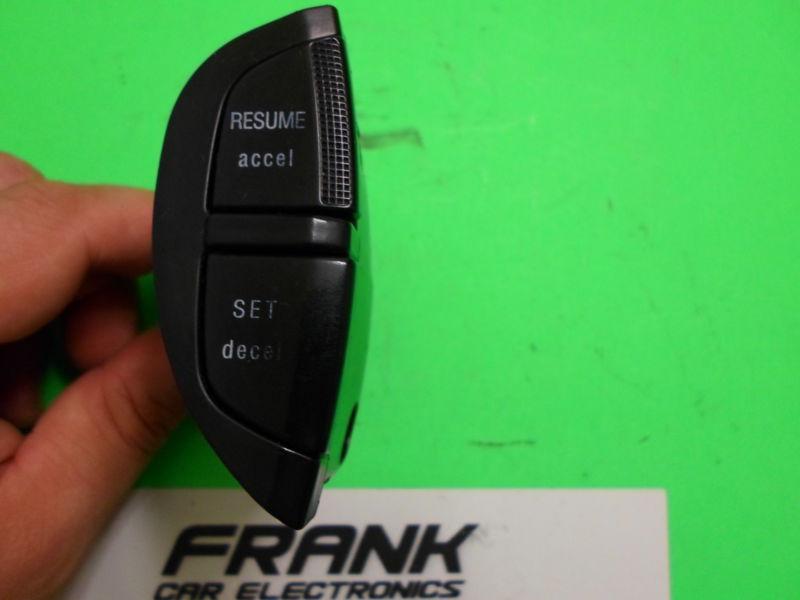 RESUME
accel
SET
decel
FRANK
CAR ELECTRONICS